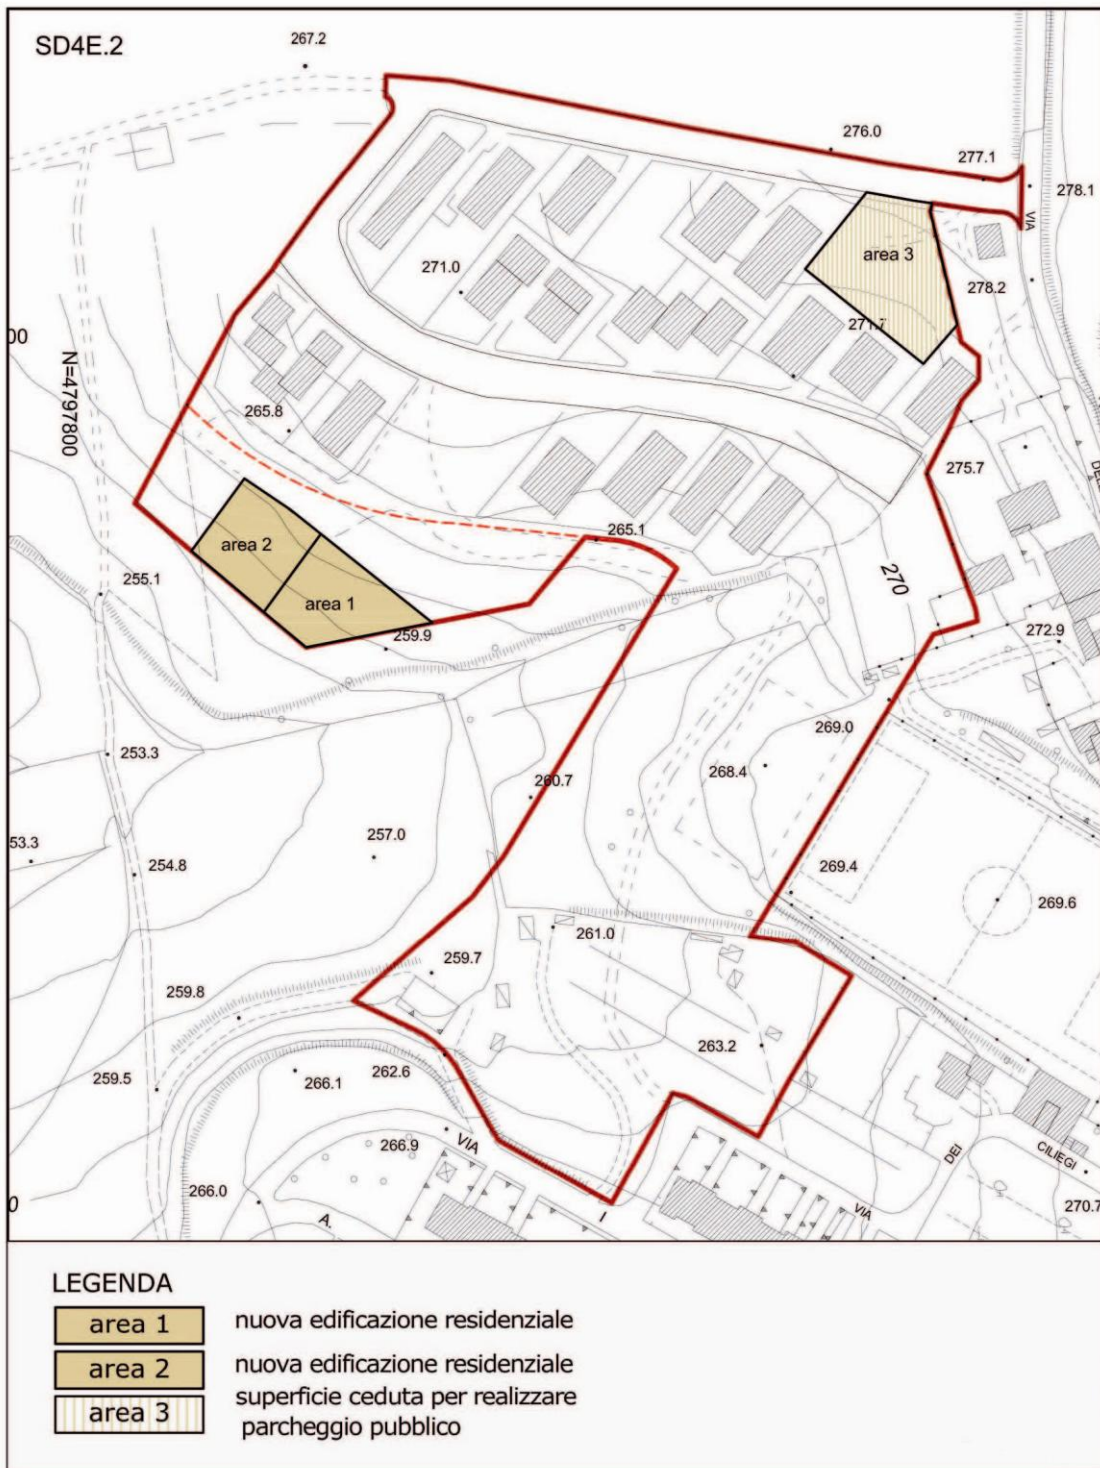 SD4E.2
267.2
276.0
277.1
278.1
VIA
area 3
271.0
278.2
271.7
00
N=4797800
265.8
275.7
265.1
area 2
270
255.1
area 1
259.9
272.9
269.0
253.3
268.4
260.7
53.3
257.0
254.8
269.4
269.6
261.0
259.7
259.8
263.2
259.5
266.1
262.6
266.9
VIA
DEI
CILIEGI
266.0
0
A.
I
VIA
270.7
LEGENDA
area 1 nuova edificazione residenziale
area 2 nuova edificazione residenziale
area 3 superficie ceduta per realizzare
parcheggio pubblico